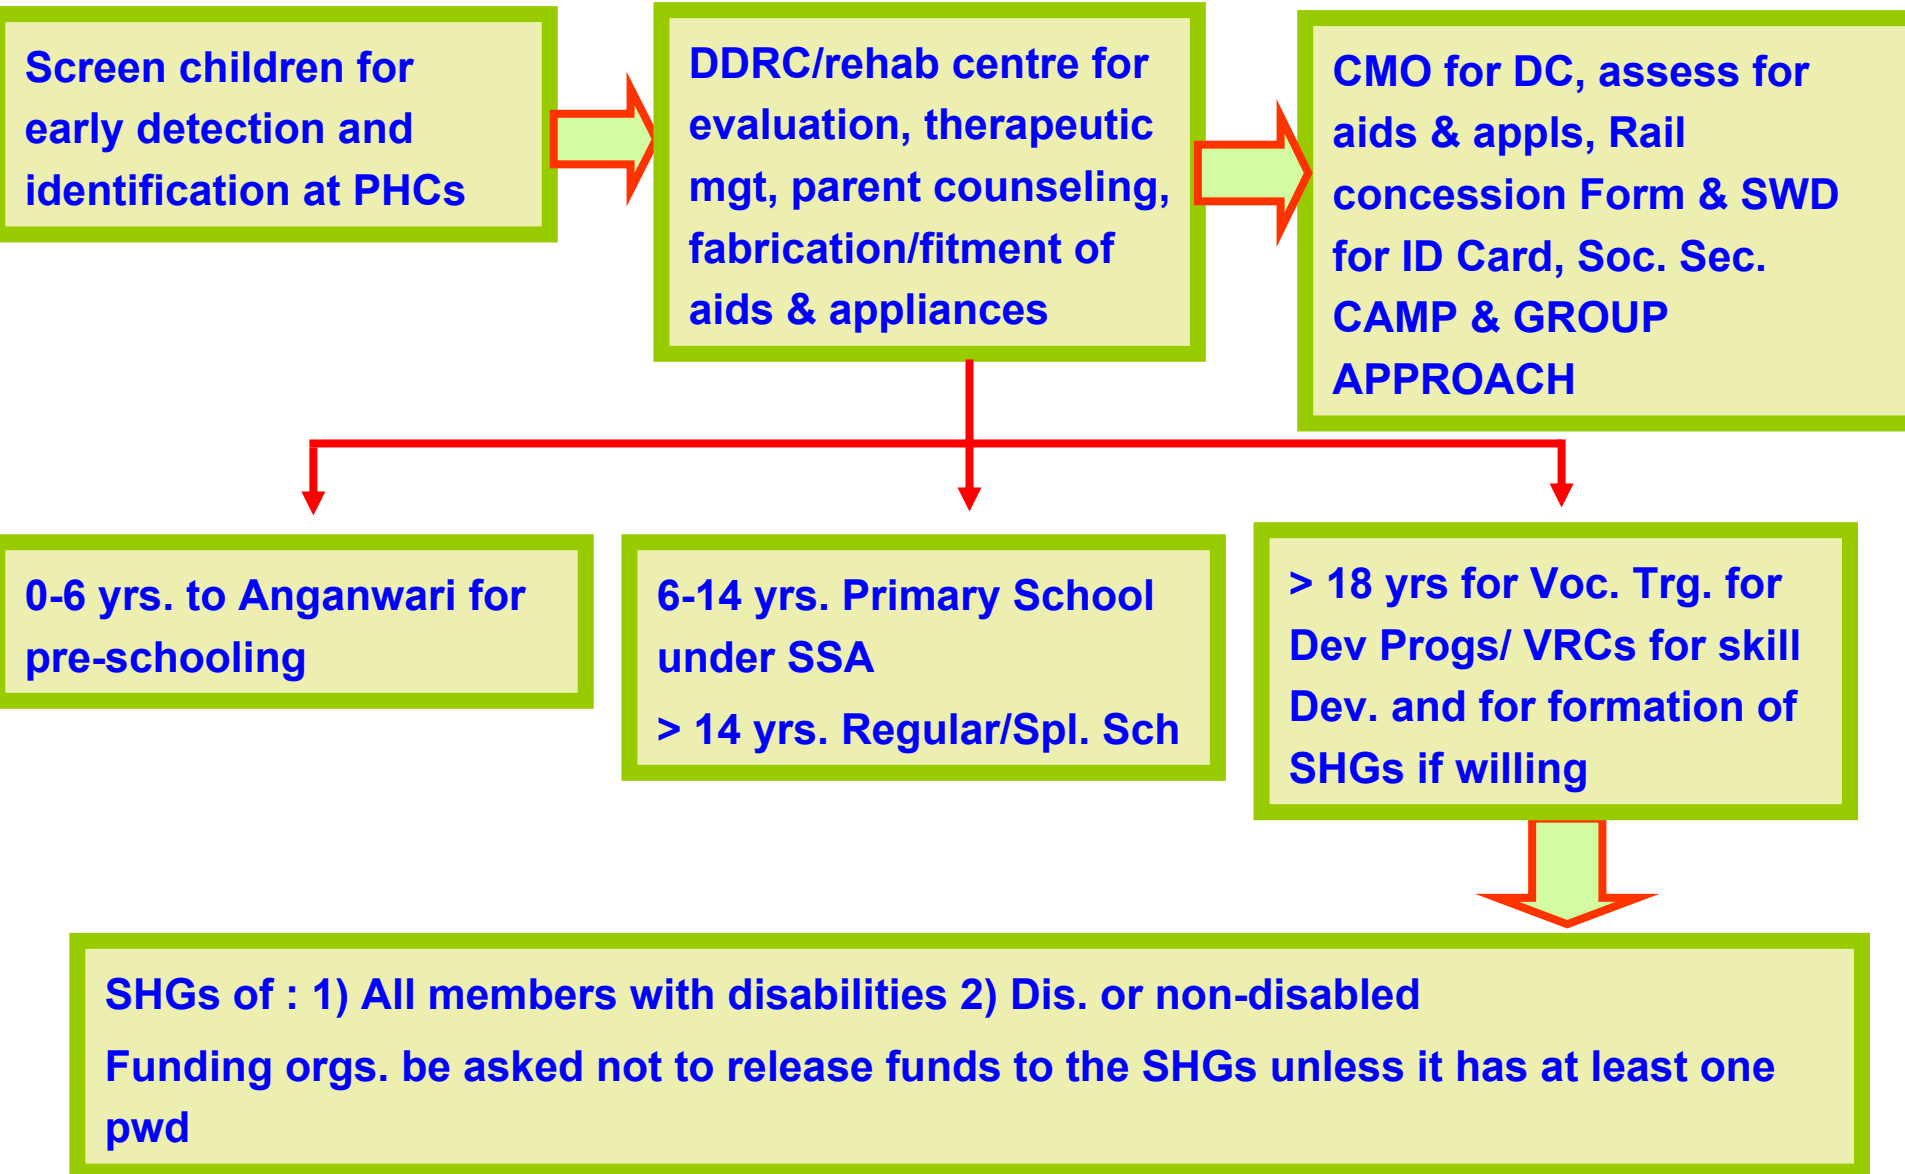 Screen children for
early detection and
identification at PHCs
DDRC/rehab centre for
evaluation, therapeutic
mgt, parent counseling,
fabrication/fitment of
aids & appliances
CMO for DC, assess for
aids & appls, Rail
concession Form & SWD
for ID Card, Soc. Sec.
CAMP & GROUP
APPROACH
0-6 yrs. to Anganwari for
pre-schooling
6-14 yrs. Primary School
under SSA
> 14 yrs. Regular/Spl. Sch
> 18 yrs for Voc. Trg. for
Dev Progs/ VRCs for skill
Dev. and for formation of
SHGs if willing
SHGs of : 1) All members with disabilities 2) Dis. or non-disabled
Funding orgs. be asked not to release funds to the SHGs unless it has at least one
pwd